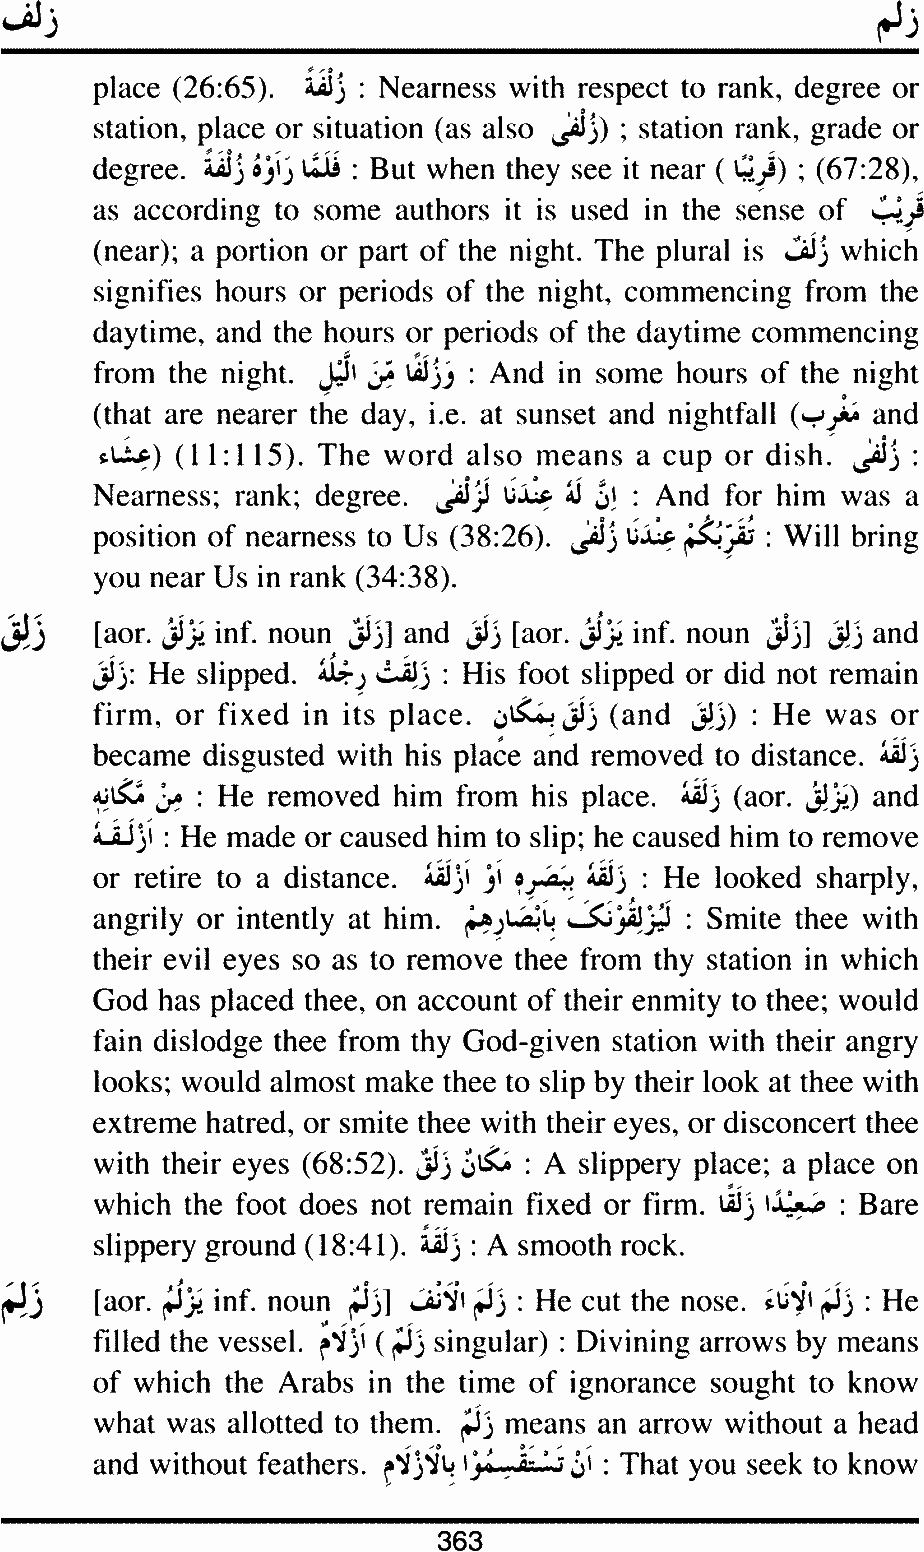 زلف زلم
place (26:65). زُلْفَةً : Nearness with respect to rank, degree or
station, place or situation (as also زُلْفٰى) ; station rank, grade or
degree. فَلَمَّا رَاَوْهُ زُلْفَةً : But when they see it near ( قَرِيْبًا) ; (67:28),
as according to some authors it is used in the sense of قَرِيْبٌ
(near); a portion or part of the night. The plural is زُلَفٌ which
signifies hours or periods of the night, commencing from the
daytime, and the hours or periods of the daytime commencing
from the night. وَزُلَفًا مِّنَ الَّيْلِ : And in some hours of the night
(that are nearer the day, i.e. at sunset and nightfall (مَغْرِب and
عِشَاء) (11:115). The word also means a cup or dish. زُلْفٰى :
Nearness; rank; degree. اِنَّ لَهٗ عِنْدَنَا لَزُلْفٰى : And for him was a
position of nearness to Us (38:26). تُقَرِّبُكُمْ عِنْدَنَا زُلْفٰى : Will bring
you near Us in rank (34:38).
زَلِقَ [aor. يَزْلَقُ inf. noun زَلَقٌ] and زَلَقَ [aor. يَزْلُقُ inf. noun زَلْقٌ] زَلِقَ and
زَلَقَ: He slipped. زَلِقَتْ رِجْلُهٗ : His foot slipped or did not remain
firm, or fixed in its place. زَلَقَ بِمَكَانٍ (and زَلِقَ) : He was or
became disgusted with his place and removed to distance. زَلَقَهٗ
مِنْ مَّكَانِهٖ : He removed him from his place. زَلَقَهٗ (aor. يَزْلِقُ) and
اَزْلَقَهٗ : He made or caused him to slip; he caused him to remove
or retire to a distance. زَلَقَهٗ بِبَصَرِهٖ اَوْ اَزْلَقَهٗ : He looked sharply,
angrily or intently at him. لَيُزْلِقُوْنَكَ بِاَبْصَارِهِمْ : Smite thee with
their evil eyes so as to remove thee from thy station in which
God has placed thee, on account of their enmity to thee; would
fain dislodge thee from thy God-given station with their angry
looks; would almost make thee to slip by their look at thee with
extreme hatred, or smite thee with their eyes, or disconcert thee
with their eyes (68:52). مَكَانٌ زَلَقٌ : A slippery place; a place on
which the foot does not remain fixed or firm. صَعِيْدًا زَلَقًا : Bare
slippery ground (18:41). زَلَقَةٌ : A smooth rock.
زَلَمَ [aor. يَزْلُمُ inf. noun زَلْمٌ] زَلَمَ الْاَنْفَ : He cut the nose. زَلَمَ الْاِنَاءَ : He
filled the vessel. اَزْلَامٌ ( زَلَمٌ singular) : Divining arrows by means
of which the Arabs in the time of ignorance sought to know
what was allotted to them. زَلَمٌ means an arrow without a head
and without feathers. اَنْ تَسْتَقْسِمُوْا بِالْاَزْلَامِ : That you seek to know
363